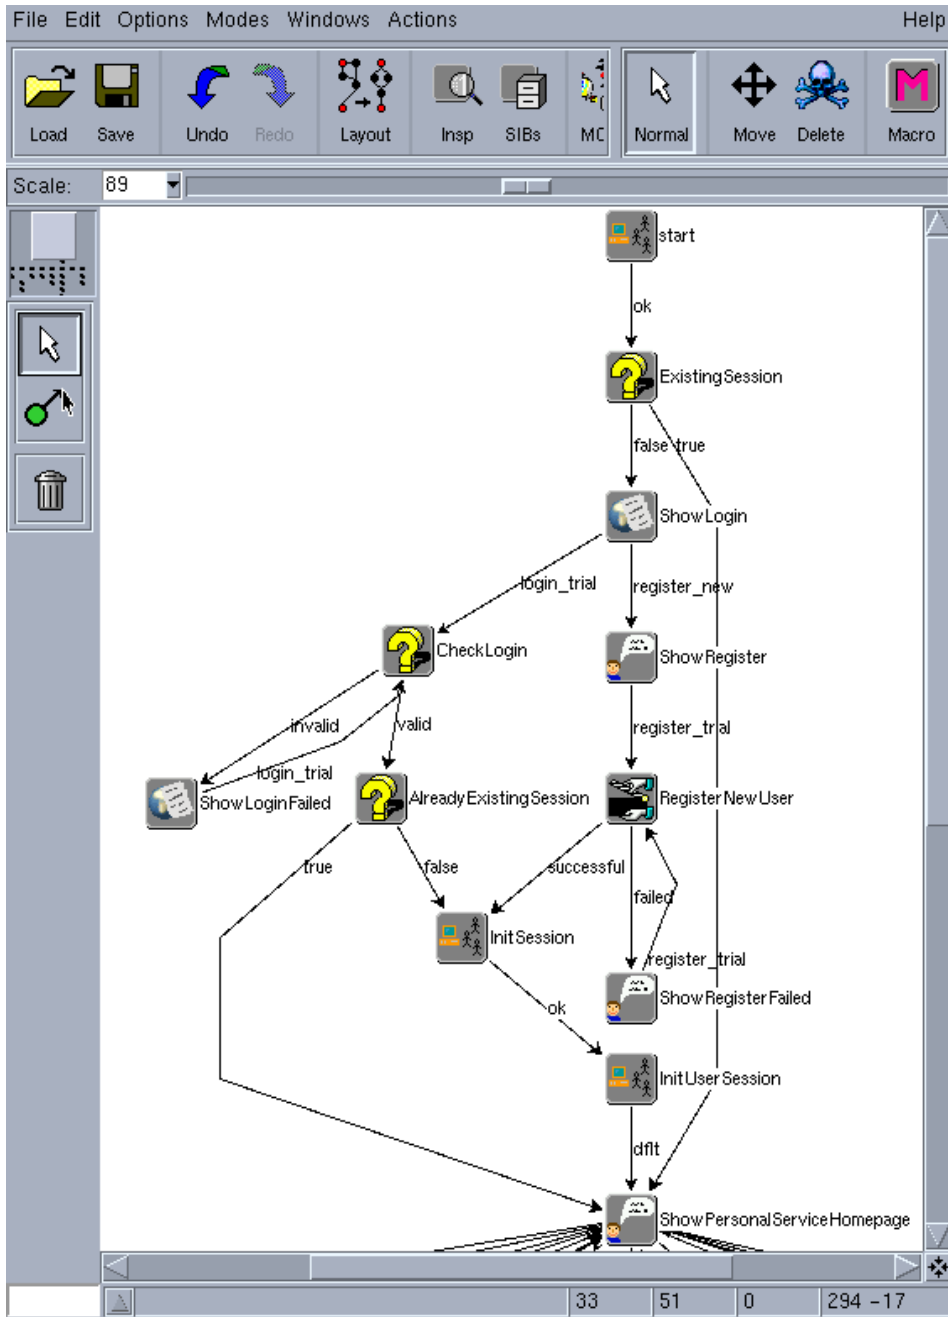 File Edit Options Modes Windows Actions Help
Load Save Undo Redo Layout Insp SIBs MC Normal Move Delete Macro
Scale: 89
start
ok
ExistingSession
false true
ShowLogin
login_trial register_new
CheckLogin ShowRegister
invalid valid register_trial
login_trial
ShowLoginFailed AlreadyExistingSession RegisterNewUser
true false successful
failed
InitSession
register_trial
ShowRegisterFailed
ok
InitUserSession
dflt
ShowPersonalServiceHomepage
33 51 0 294 -17